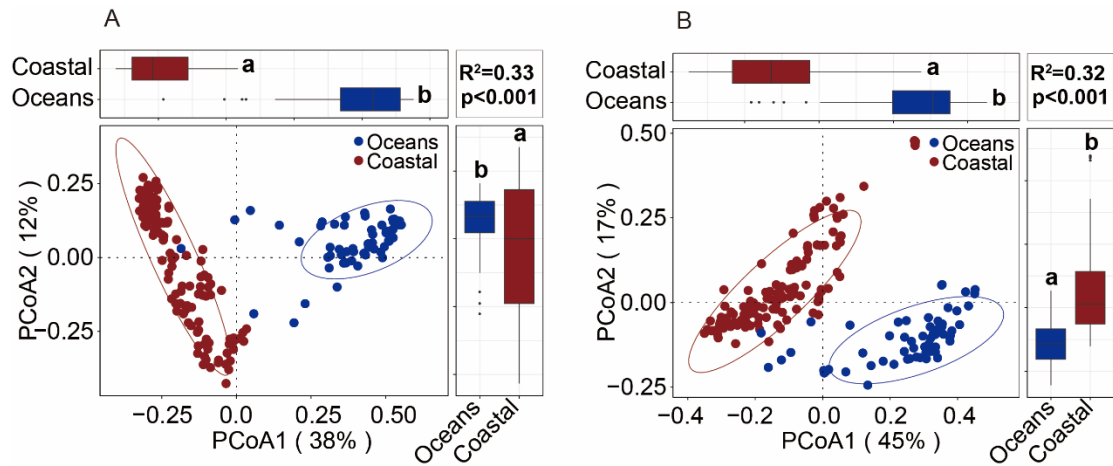 A
Coastal
Oceans
a
b
R²=0.33
p<0.001
Oceans
Coastal
PCoA2 ( 12% )
0.25
0.00
−0.25
−0.25
0.0
0.25
0.50
PCoA1 ( 38% )
b
a
Oceans
Coastal
B
Coastal
Oceans
a
b
R²=0.32
p<0.001
Oceans
Coastal
PCoA2 ( 17% )
0.50
0.25
0.00
−0.25
−0.4
−0.2
0.0
0.2
0.4
PCoA1 ( 45% )
a
b
Oceans
Coastal